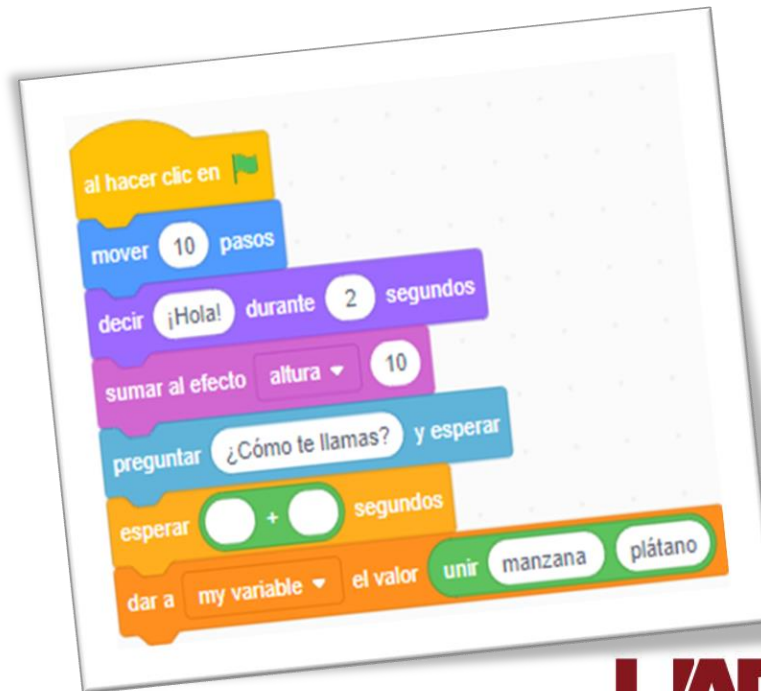 al hacer clic en
mover 10 pasos
decir ¡Hola! durante 2 segundos
sumar al efecto altura 10
preguntar ¿Cómo te llamas? y esperar
esperar + segundos
dar a my variable el valor unir manzana plátano